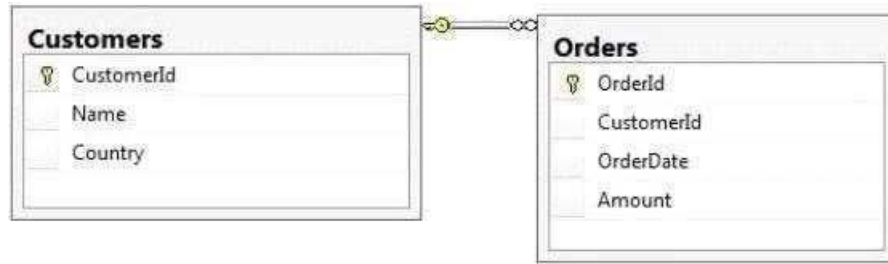 Customers
CustomerId
Name
Country
Orders
OrderId
CustomerId
OrderDate
Amount